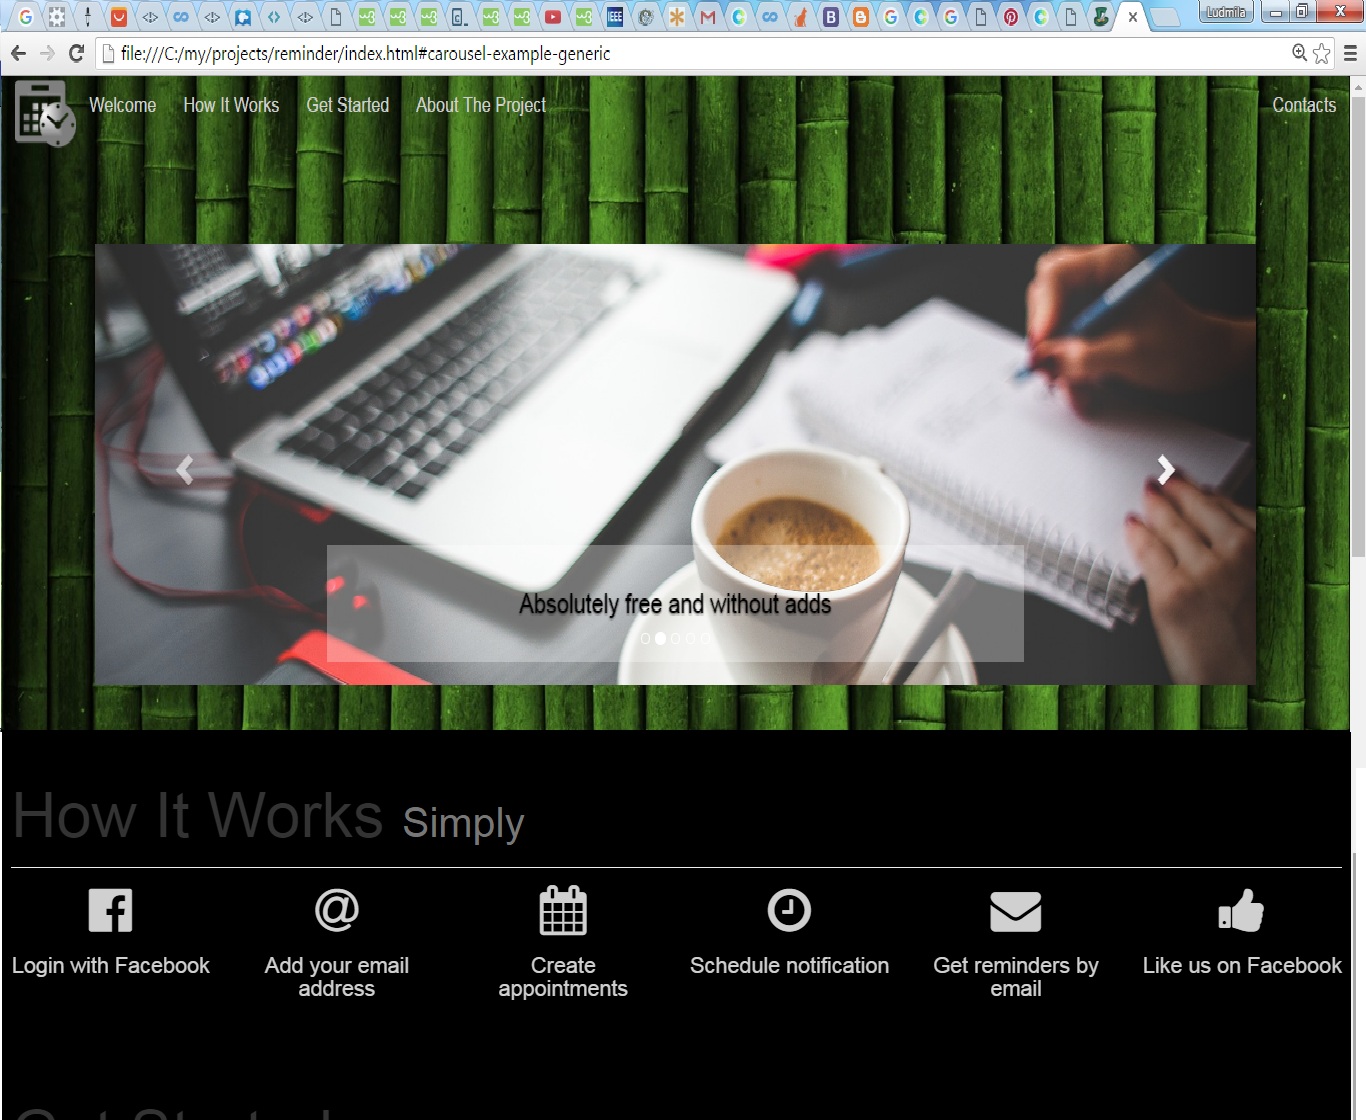 Ludmila
file:///C:/my/projects/reminder/index.html#carousel-example-generic
Welcome How It Works Get Started About The Project Contacts
Absolutely free and without adds
How It Works Simply
Login with Facebook
Add your email
address
Create
appointments
Schedule notification
Get reminders by
email
Like us on Facebook
Get Started